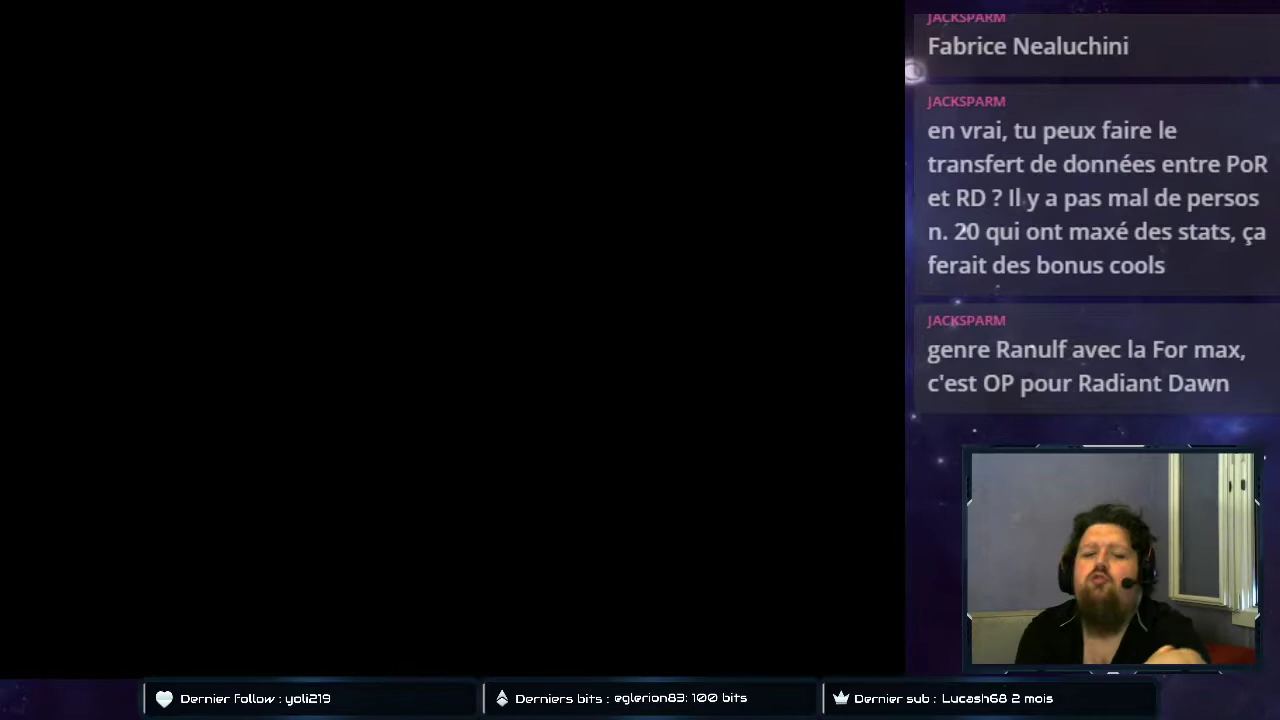 JACKSPARM
Fabrice Nealuchini
JACKSPARM
en vrai, tu peux faire le
transfert de données entre PoR
et RD ? Il y a pas mal de persos
n. 20 qui ont maxé des stats, ça
ferait des bonus cools
JACKSPARM
genre Ranulf avec la For max,
c'est OP pour Radiant Dawn
Dernier Follow : yoli219
Derniers bits : eglerion83: 100 bits
Dernier sub : Lucash68 2 mois